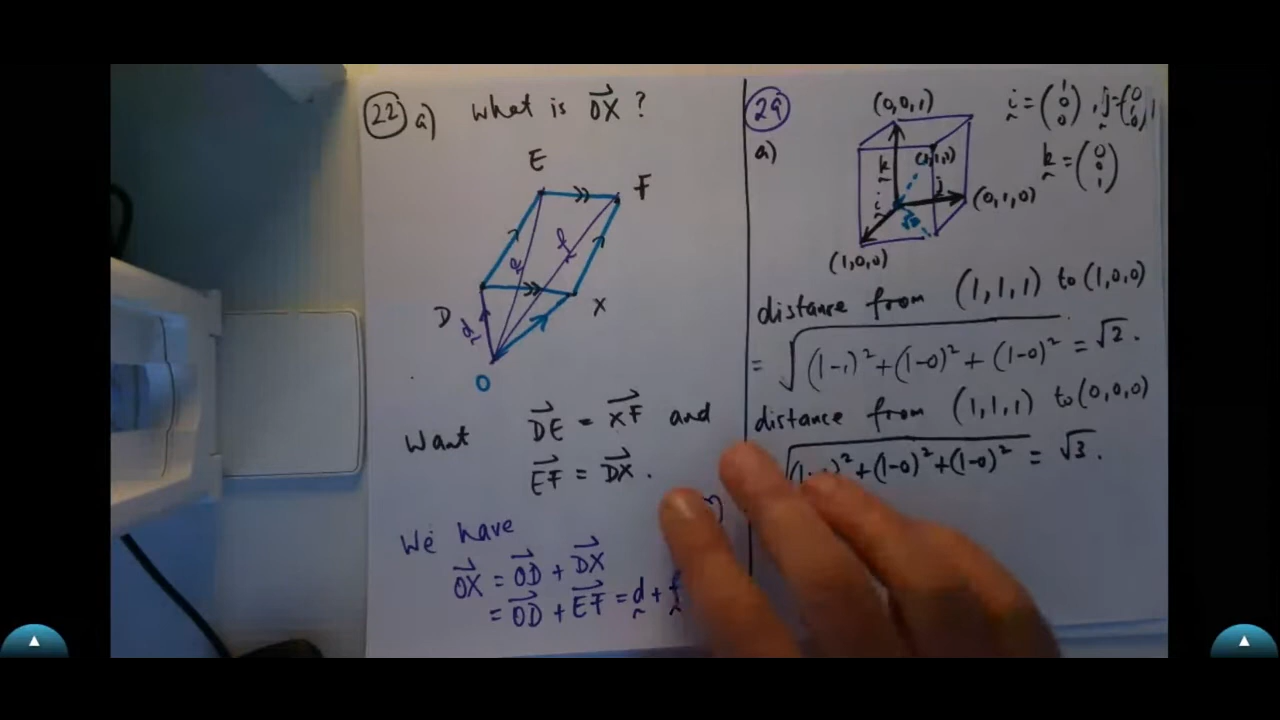 22 a) What is OX ?
E
F
e
f
D
d
X
O
Want DE = XF and
EF = DX .
We have
OX = OD + DX
= OD + EF = d + f
29
a)
(0,0,1)
i = (1 0 0) , j = (0 1 0) ,
k = (0 0 1)
k
j
(0,1,0)
i
√2
(1,0,0)
distance from (1,1,1) to (1,0,0)
= √(1-1)² + (1-0)² + (1-0)² = √2 .
distance from (1,1,1) to (0,0,0)
² + (1-0)² + (1-0)² = √3 .